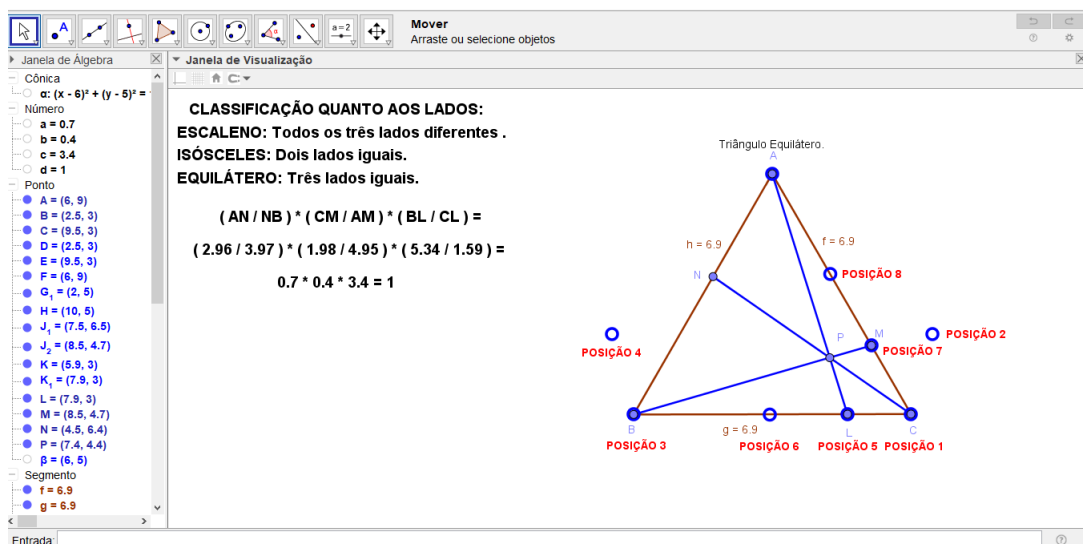 Mover
Arraste ou selecione objetos
a=2
Janela de Álgebra
Janela de Visualização
Cônica
α: (x - 6)² + (y - 5)² =
Número
a = 0.7
b = 0.4
c = 3.4
d = 1
Ponto
A = (6, 9)
B = (2.5, 3)
C = (9.5, 3)
D = (2.5, 3)
E = (9.5, 3)
F = (6, 9)
G₁ = (2, 5)
H = (10, 5)
J₁ = (7.5, 6.5)
J₂ = (8.5, 4.7)
K = (5.9, 3)
K₁ = (7.9, 3)
L = (7.9, 3)
M = (8.5, 4.7)
N = (4.5, 6.4)
P = (7.4, 4.4)
β = (6, 5)
Segmento
f = 6.9
g = 6.9
CLASSIFICAÇÃO QUANTO AOS LADOS:
ESCALENO: Todos os três lados diferentes .
ISÓSCELES: Dois lados iguais.
EQUILÁTERO: Três lados iguais.
( AN / NB ) * ( CM / AM ) * ( BL / CL ) =
( 2.96 / 3.97 ) * ( 1.98 / 4.95 ) * ( 5.34 / 1.59 ) =
0.7 * 0.4 * 3.4 = 1
Triângulo Equilátero.
A
h = 6.9
f = 6.9
N
POSIÇÃO 8
P
M
POSIÇÃO 2
POSIÇÃO 4
POSIÇÃO 7
B
g = 6.9
L
C
POSIÇÃO 3
POSIÇÃO 6
POSIÇÃO 5
POSIÇÃO 1
Entrada: